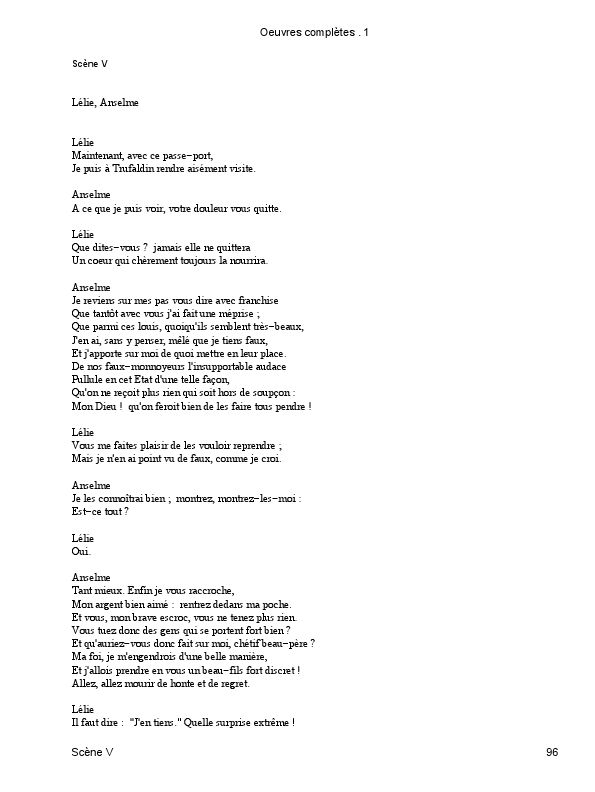 Oeuvres complètes . 1
Scène V
Lélie, Anselme
Lélie
Maintenant, avec ce passe−port,
Je puis à Trufaldin rendre aisément visite.
Anselme
A ce que je puis voir, votre douleur vous quitte.
Lélie
Que dites−vous ? jamais elle ne quittera
Un coeur qui chèrement toujours la nourrira.
Anselme
Je reviens sur mes pas vous dire avec franchise
Que tantôt avec vous j'ai fait une méprise ;
Que parmi ces louis, quoiqu'ils semblent très−beaux,
J'en ai, sans y penser, mêlé que je tiens faux,
Et j'apporte sur moi de quoi mettre en leur place.
De nos faux−monnoyeurs l'insupportable audace
Pullule en cet Etat d'une telle façon,
Qu'on ne reçoit plus rien qui soit hors de soupçon :
Mon Dieu ! qu'on feroit bien de les faire tous pendre !
Lélie
Vous me faites plaisir de les vouloir reprendre ;
Mais je n'en ai point vu de faux, comme je croi.
Anselme
Je les connoîtrai bien ; montrez, montrez−les−moi :
Est−ce tout ?
Lélie
Oui.
Anselme
Tant mieux. Enfin je vous raccroche,
Mon argent bien aimé : rentrez dedans ma poche.
Et vous, mon brave escroc, vous ne tenez plus rien.
Vous tuez donc des gens qui se portent fort bien ?
Et qu'auriez−vous donc fait sur moi, chétif beau−père ?
Ma foi, je m'engendrois d'une belle manière,
Et j'allois prendre en vous un beau−fils fort discret !
Allez, allez mourir de honte et de regret.
Lélie
Il faut dire : "J'en tiens." Quelle surprise extrême !
Scène V
96